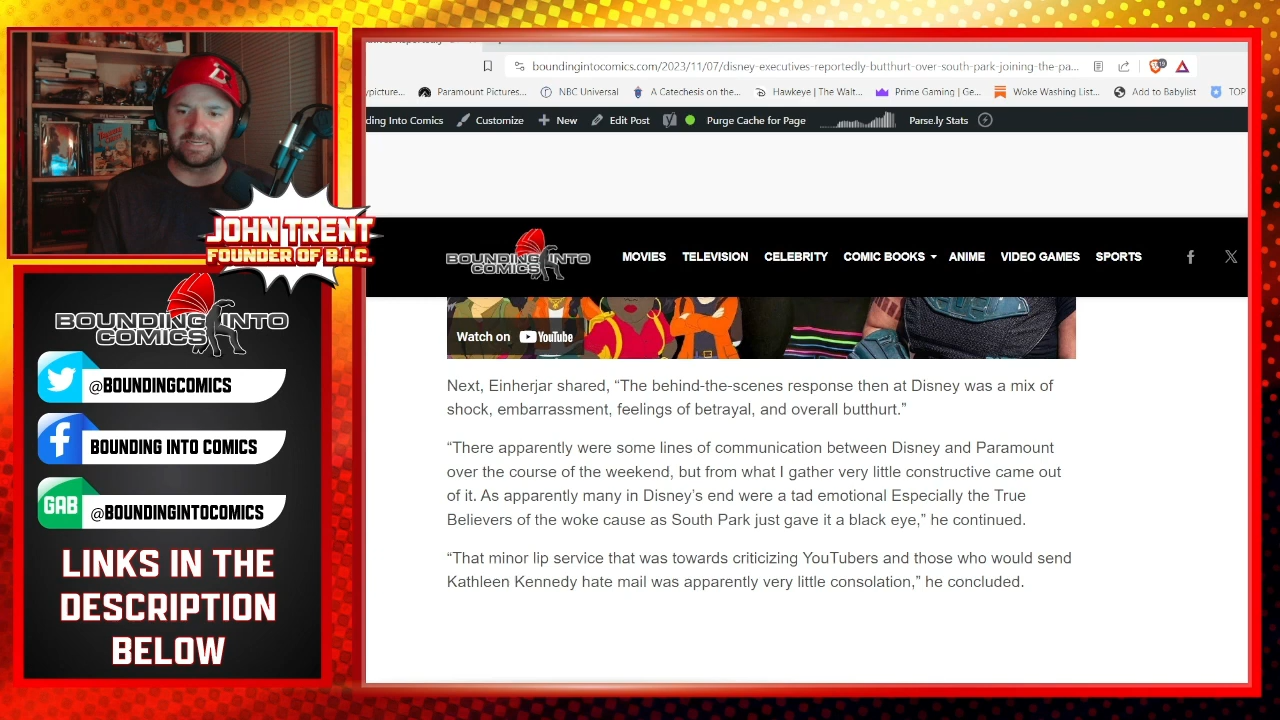 JOHN TRENT
FOUNDER OF B.I.C.
BOUNDING INTO
COMICS
@BOUNDINGCOMICS
BOUNDING INTO COMICS
GAB
@BOUNDINGINTOCOMICS
LINKS IN THE
DESCRIPTION
BELOW
boundingintocomics.com/2023/11/07/disney-executives-reportedly-butthurt-over-south-park-joining-the-pa...
19
ypicture...
Paramount Pictures...
NBC Universal
A Catechesis on the...
Hawkeye | The Wait...
Prime Gaming | Ge...
Woke Washing List...
Add to Babylist
TOP
ding Into Comics
Customize
New
Edit Post
Purge Cache for Page
Parse.ly Stats
BOUNDING INTO
COMICS
MOVIES
TELEVISION
CELEBRITY
COMIC BOOKS
ANIME
VIDEO GAMES
SPORTS
Watch on YouTube
Next, Einherjar shared, “The behind-the-scenes response then at Disney was a mix of
shock, embarrassment, feelings of betrayal, and overall butthurt.”
“There apparently were some lines of communication between Disney and Paramount
over the course of the weekend, but from what I gather very little constructive came out
of it. As apparently many in Disney’s end were a tad emotional Especially the True
Believers of the woke cause as South Park just gave it a black eye,” he continued.
“That minor lip service that was towards criticizing YouTubers and those who would send
Kathleen Kennedy hate mail was apparently very little consolation,” he concluded.